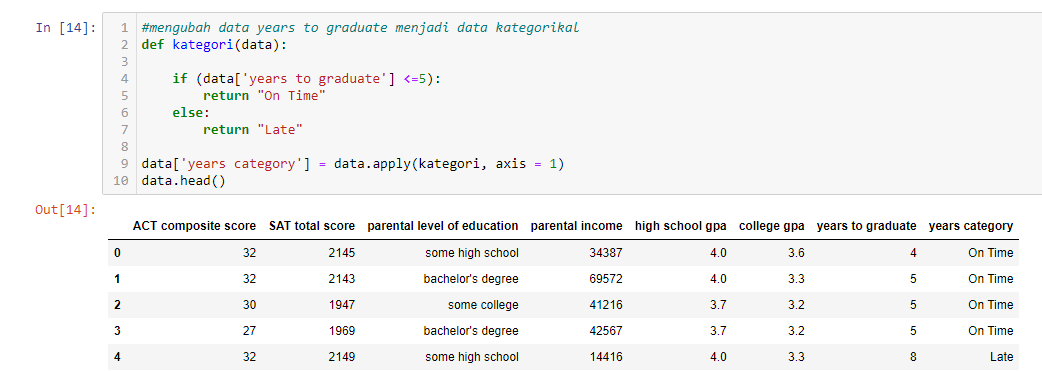 In [14]:
1 #mengubah data years to graduate menjadi data kategorikal
2 def kategori(data):
3
4     if (data['years to graduate'] <=5):
5         return "On Time"
6     else:
7         return "Late"
8
9 data['years category'] = data.apply(kategori, axis = 1)
10 data.head()
Out[14]:
ACT composite score SAT total score parental level of education parental income high school gpa college gpa years to graduate years category
0 32 2145 some high school 34387 4.0 3.6 4 On Time
1 32 2143 bachelor's degree 69572 4.0 3.3 5 On Time
2 30 1947 some college 41216 3.7 3.2 5 On Time
3 27 1969 bachelor's degree 42567 3.7 3.2 5 On Time
4 32 2149 some high school 14416 4.0 3.3 8 Late